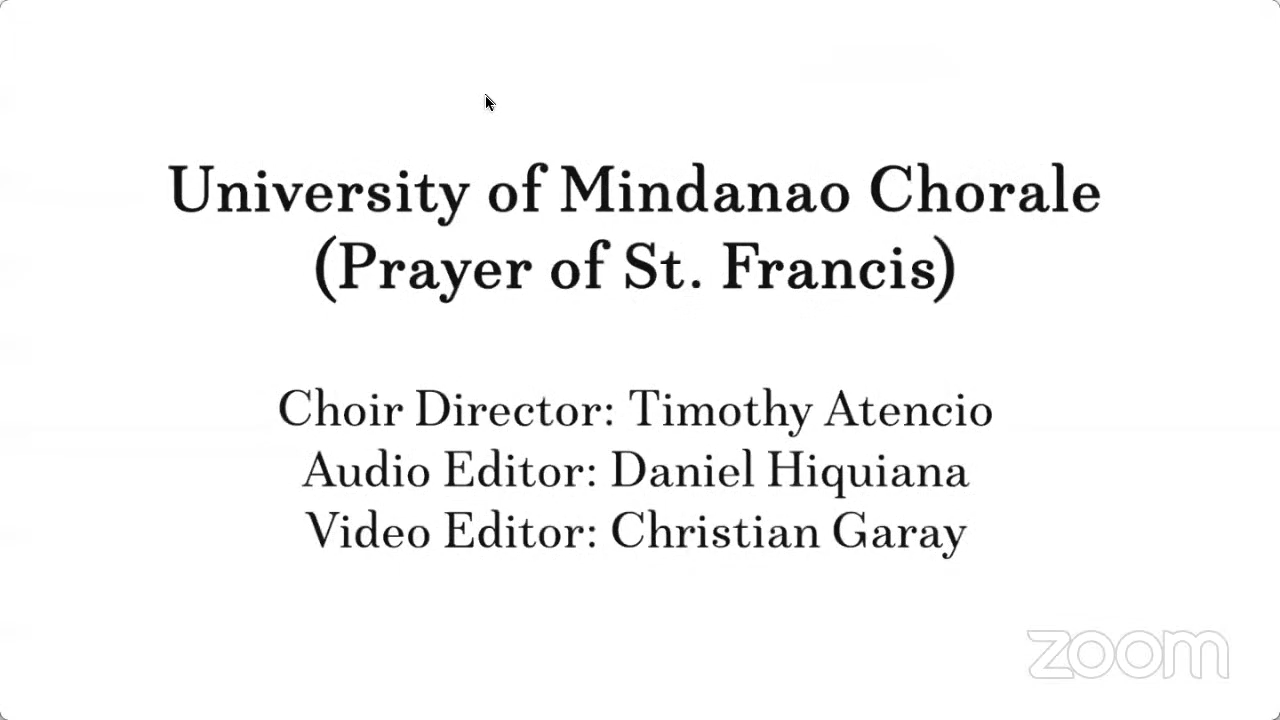 University of Mindanao Chorale
(Prayer of St. Francis)
Choir Director: Timothy Atencio
Audio Editor: Daniel Hiquiana
Video Editor: Christian Garay
zoom